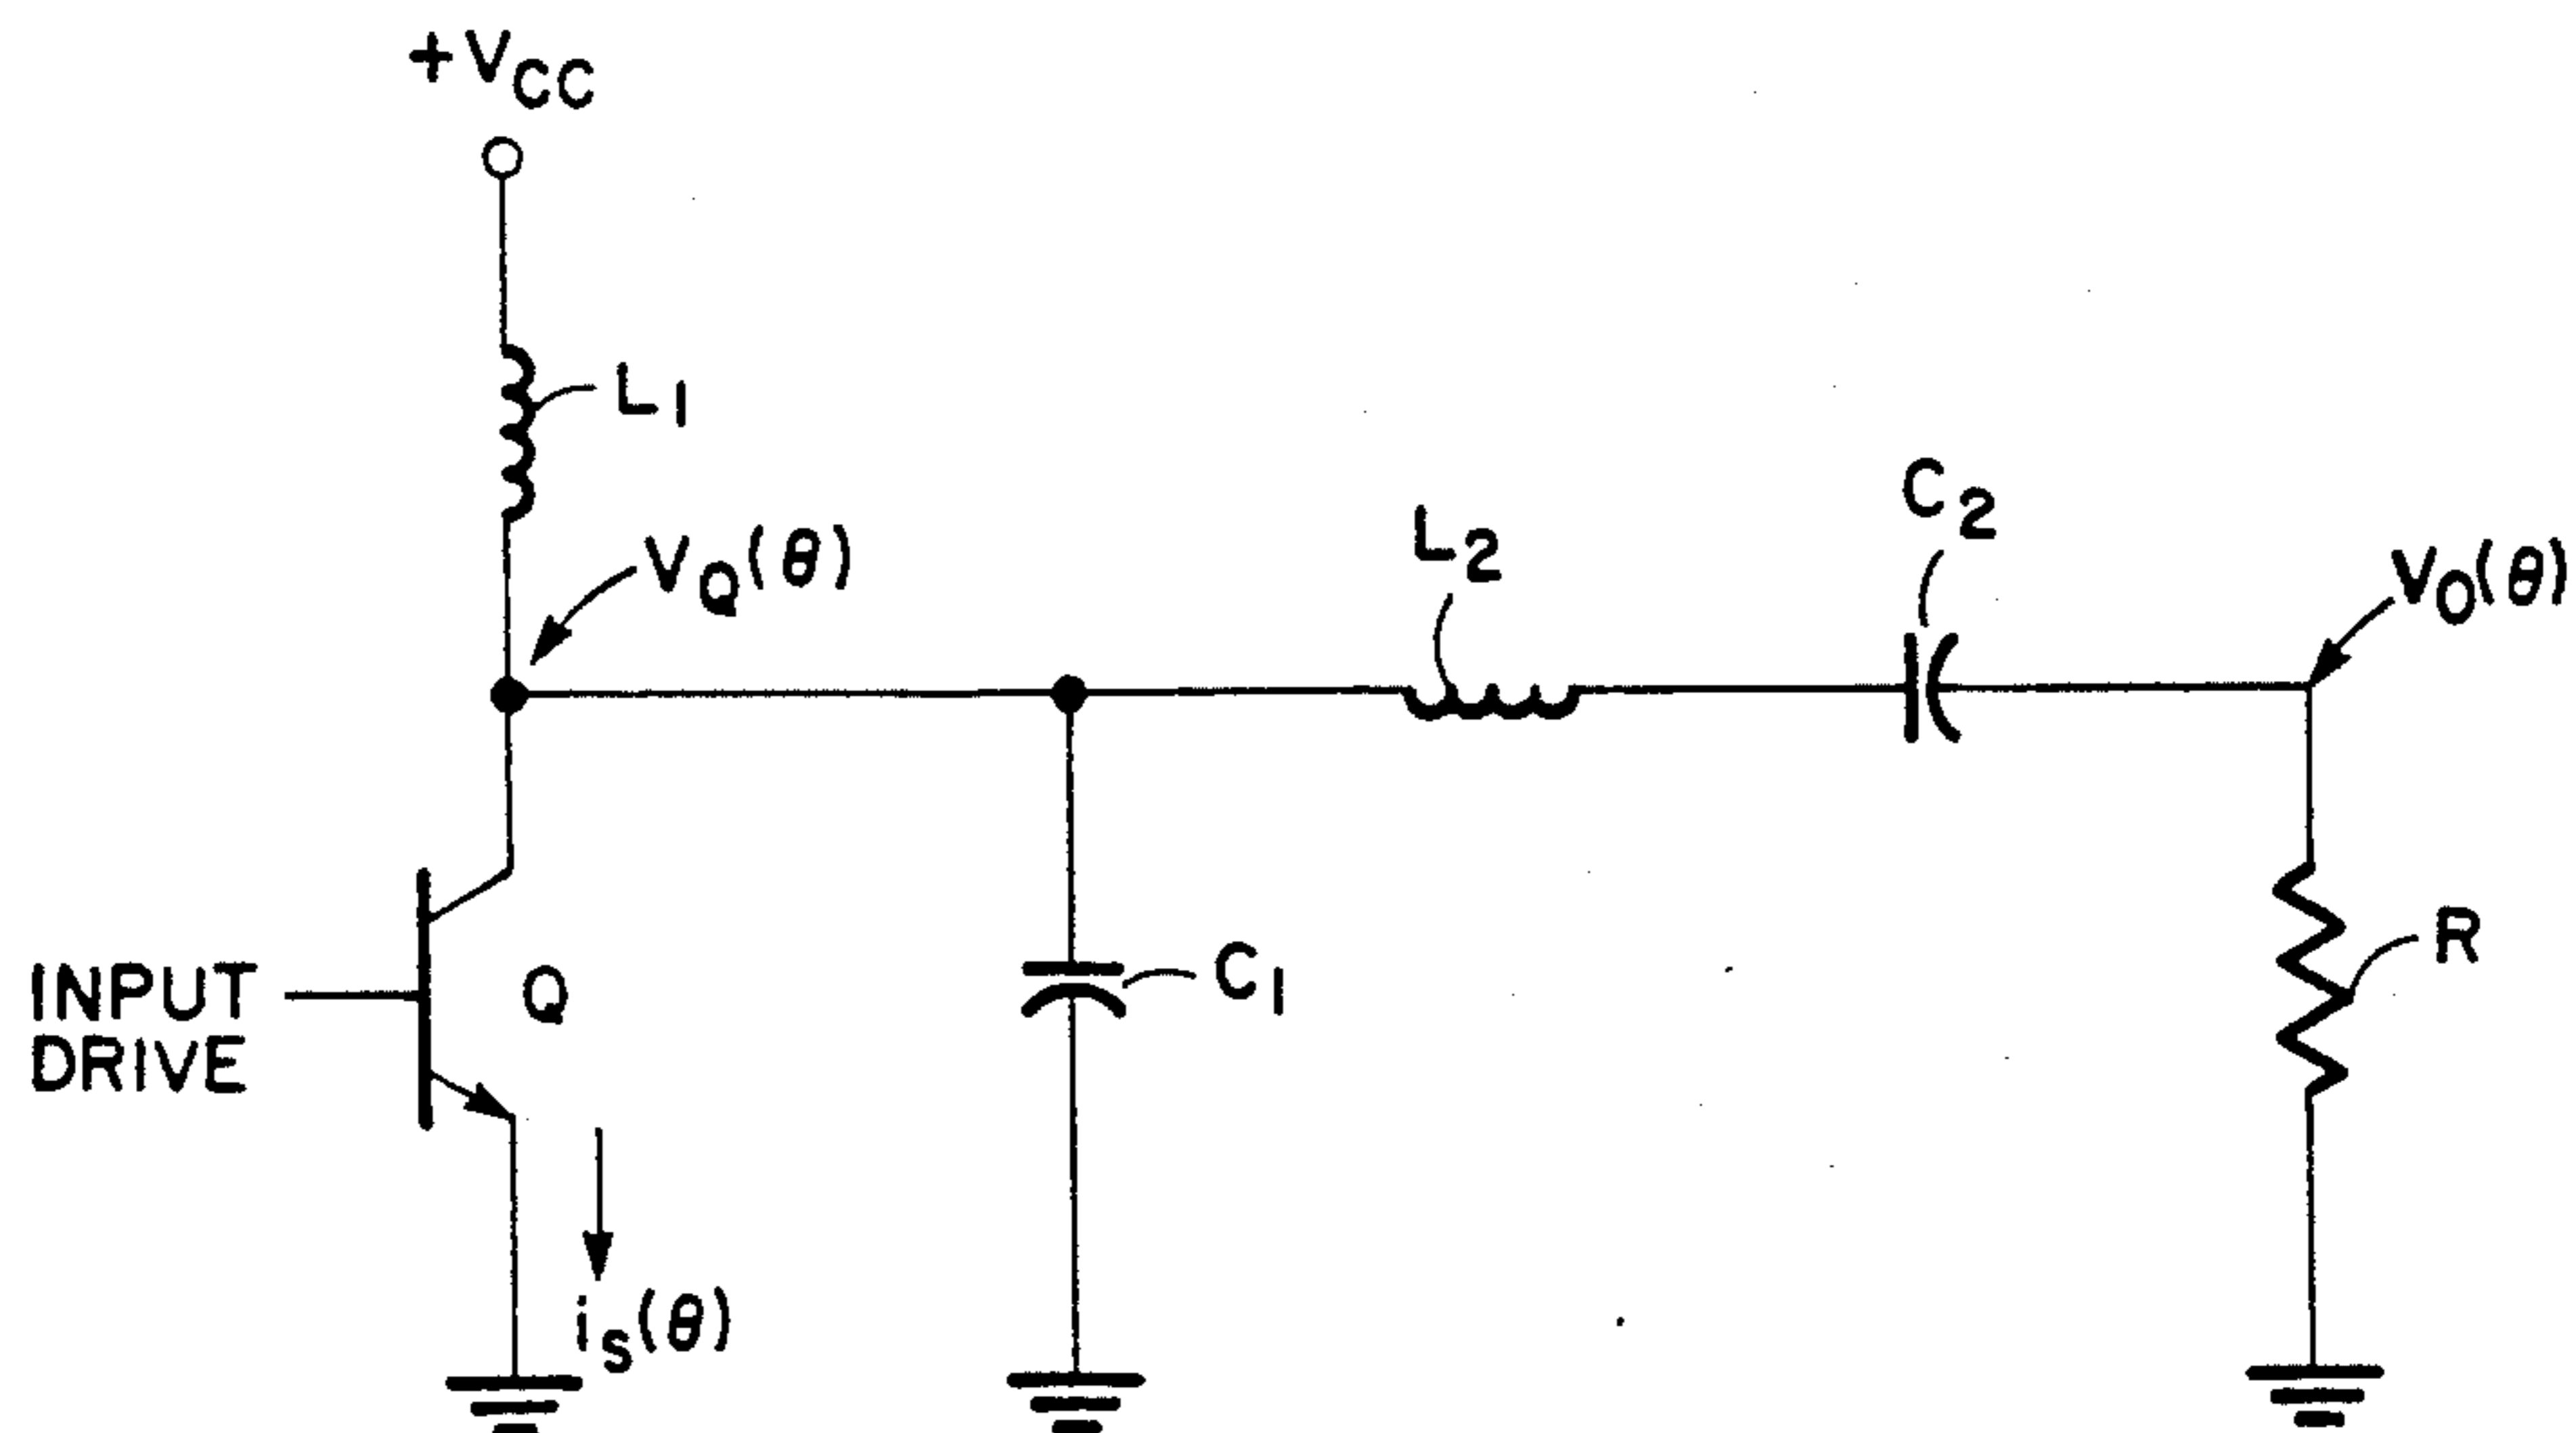 +VCC
L1
VQ(θ)
L2
C2
VO(θ)
INPUT
DRIVE
Q
C1
R
is(θ)